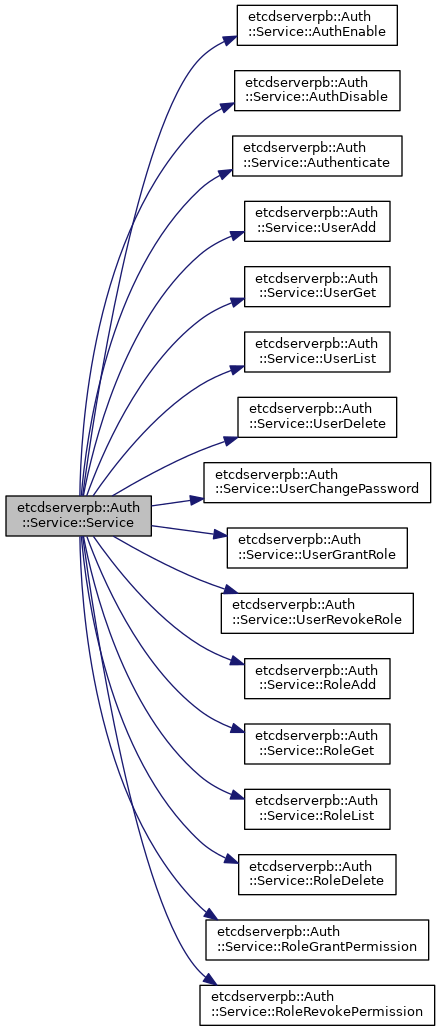 etcdserverpb::Auth
::Service::AuthEnable
etcdserverpb::Auth
::Service::AuthDisable
etcdserverpb::Auth
::Service::Authenticate
etcdserverpb::Auth
::Service::UserAdd
etcdserverpb::Auth
::Service::UserGet
etcdserverpb::Auth
::Service::UserList
etcdserverpb::Auth
::Service::UserDelete
etcdserverpb::Auth
::Service::UserChangePassword
etcdserverpb::Auth
::Service::Service
etcdserverpb::Auth
::Service::UserGrantRole
etcdserverpb::Auth
::Service::UserRevokeRole
etcdserverpb::Auth
::Service::RoleAdd
etcdserverpb::Auth
::Service::RoleGet
etcdserverpb::Auth
::Service::RoleList
etcdserverpb::Auth
::Service::RoleDelete
etcdserverpb::Auth
::Service::RoleGrantPermission
etcdserverpb::Auth
::Service::RoleRevokePermission